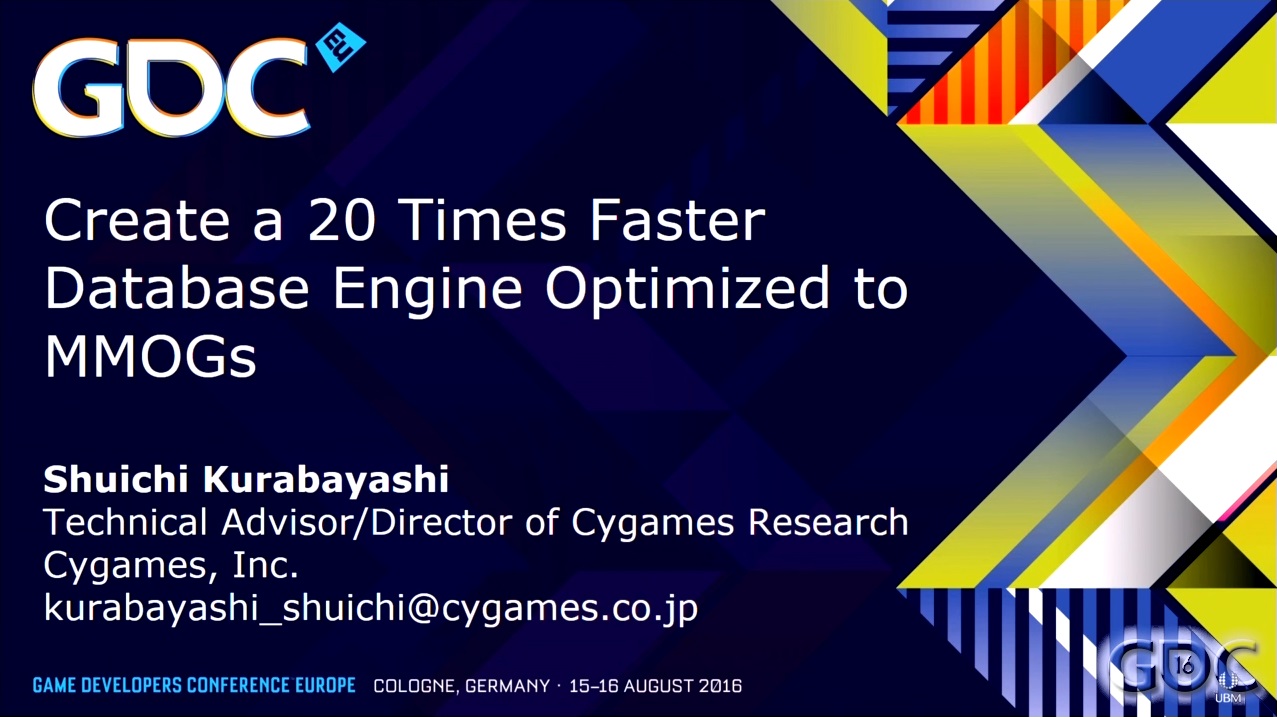 GDC EU
Create a 20 Times Faster
Database Engine Optimized to
MMOGs
Shuichi Kurabayashi
Technical Advisor/Director of Cygames Research
Cygames, Inc.
kurabayashi_shuichi@cygames.co.jp
GAME DEVELOPERS CONFERENCE EUROPE COLOGNE, GERMANY · 15–16 AUGUST 2016
GDC 16
UBM